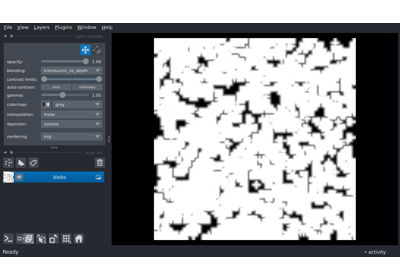 File View Layers Plugins Window Help
opacity: 1.00
blending: translucent_no_depth
contrast limits:
auto-contrast: once continuous
gamma: 1.00
colormap: gray
interpolation: linear
depiction: volume
rendering: mip
blobs
Ready activity